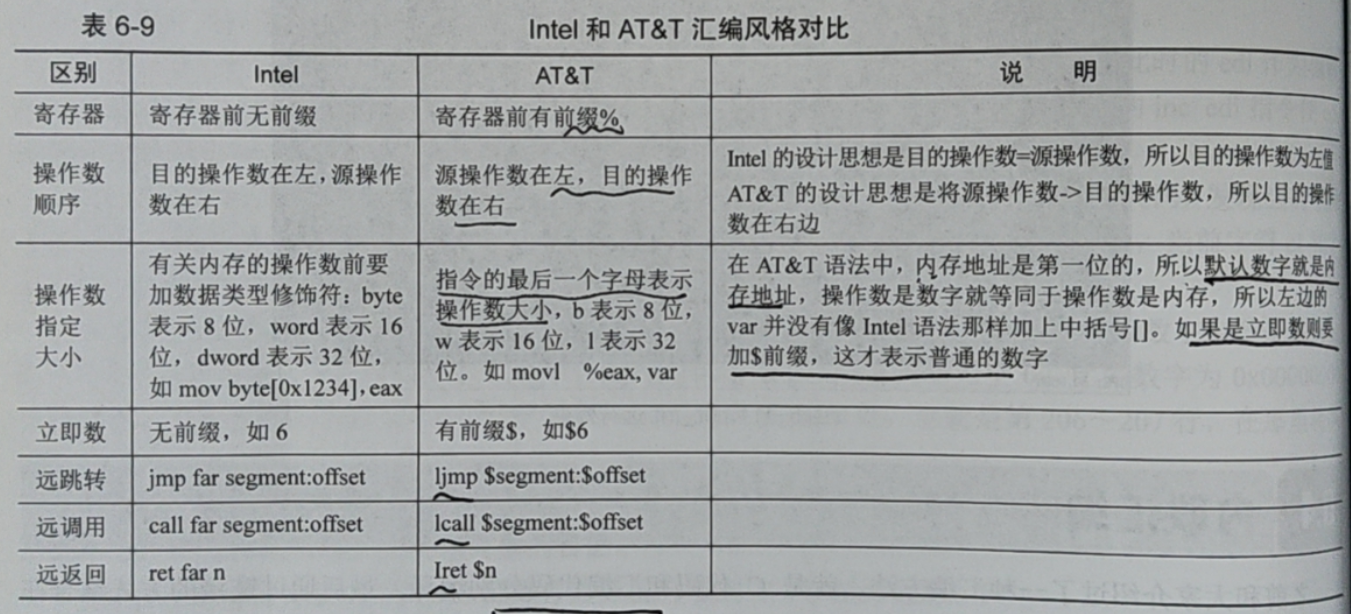 表 6-9 Intel 和 AT&T 汇编风格对比
区别 Intel AT&T 说 明
寄存器 寄存器前无前缀 寄存器前有前缀%
操作数
顺序
目的操作数在左，源操作
数在右
源操作数在左，目的操作
数在右
Intel 的设计思想是目的操作数=源操作数，所以目的操作数为左值
AT&T 的设计思想是将源操作数->目的操作数，所以目的操作
数在右边
操作数
指定
大小
有关内存的操作数前要
加数据类型修饰符：byte
表示 8 位，word 表示 16
位，dword 表示 32 位，
如 mov byte[0x1234]，eax
指令的最后一个字母表示
操作数大小，b 表示 8 位，
w 表示 16 位，l 表示 32
位。如 movl %eax, var
在 AT&T 语法中，内存地址是第一位的，所以默认数字就是内
存地址，操作数是数字就等同于操作数是内存，所以左边的
var 并没有像 Intel 语法那样加上中括号[]。如果是立即数则要
加$前缀，这才表示普通的数字
立即数 无前缀，如 6 有前缀$，如$6
远跳转 jmp far segment:offset ljmp $segment:$offset
远调用 call far segment:offset lcall $segment:$offset
远返回 ret far n Iret $n